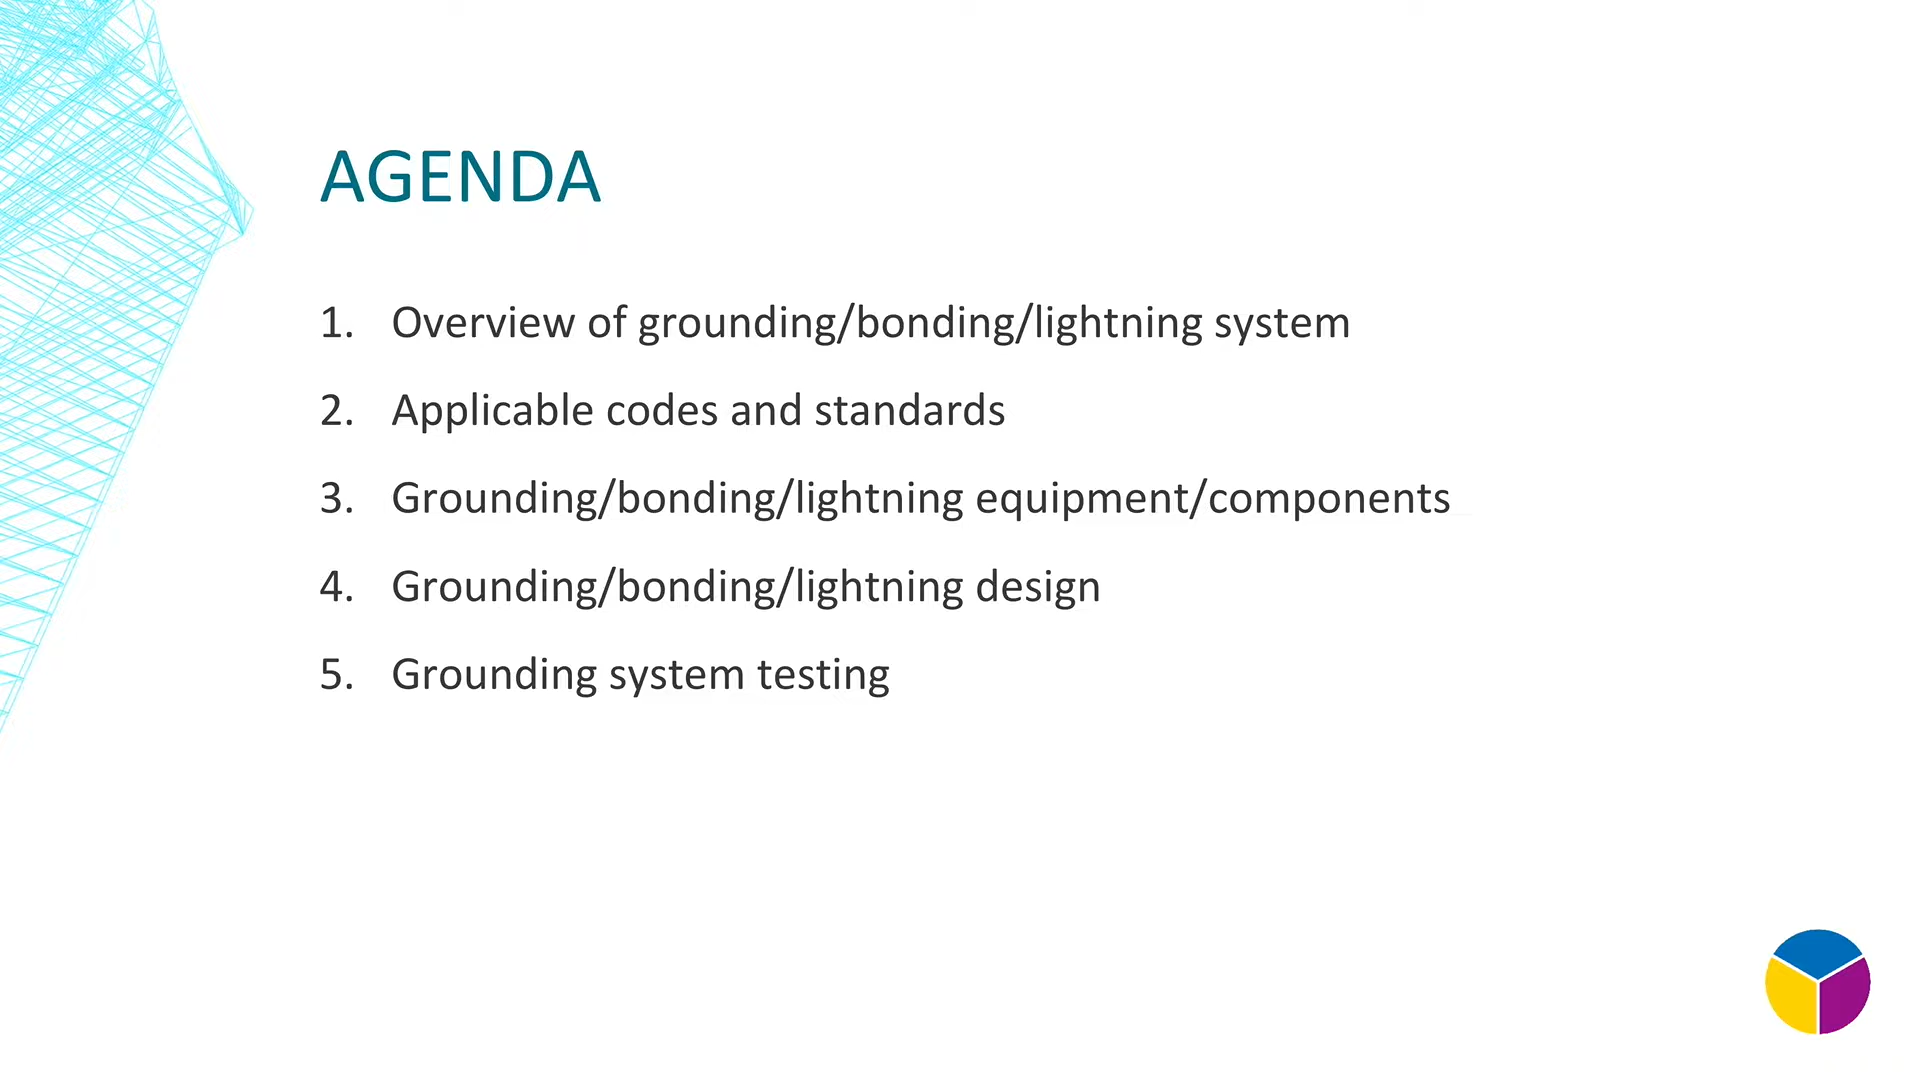 AGENDA
1. Overview of grounding/bonding/lightning system
2. Applicable codes and standards
3. Grounding/bonding/lightning equipment/components
4. Grounding/bonding/lightning design
5. Grounding system testing